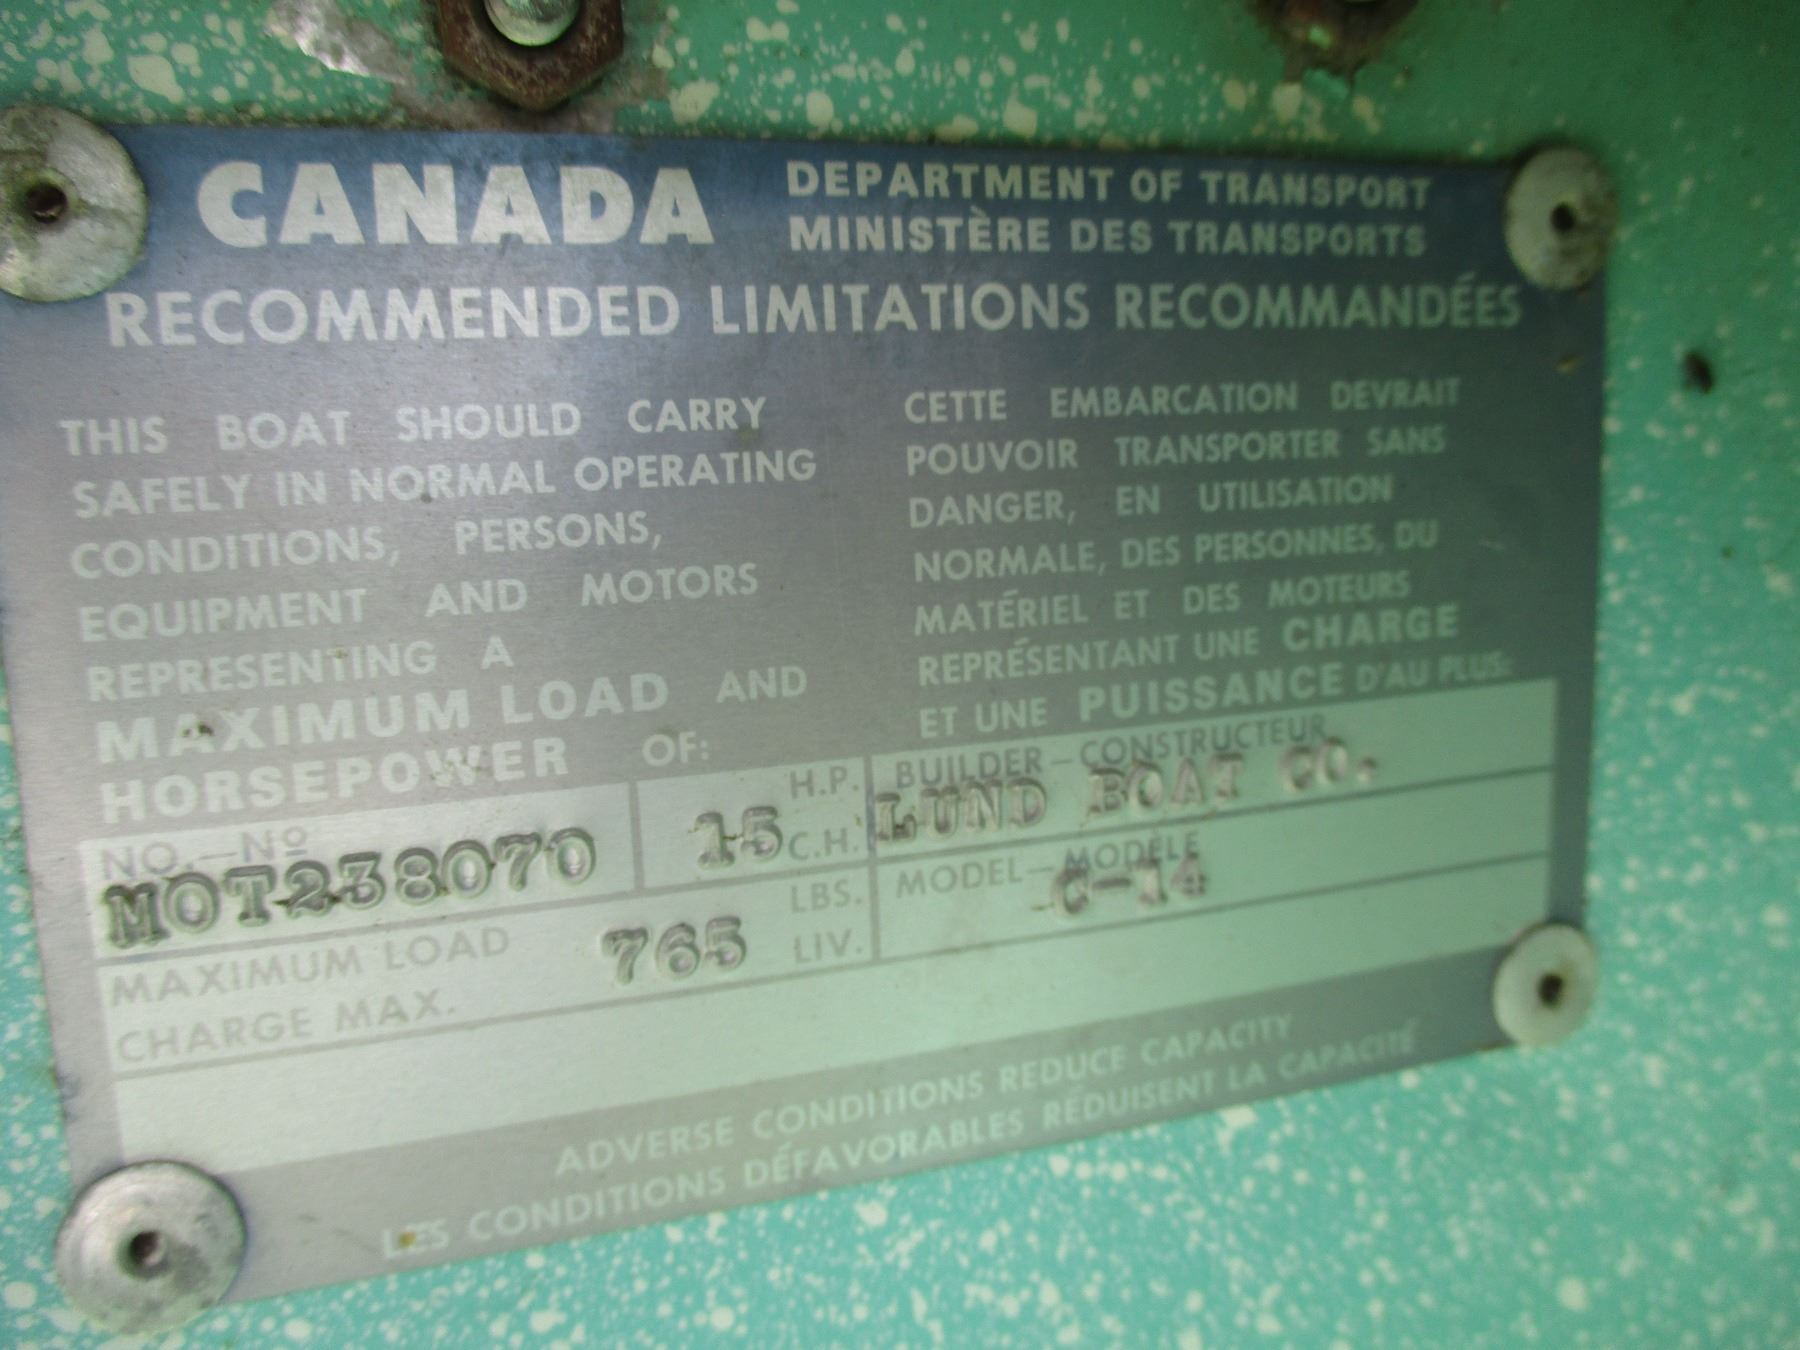 CANADA DEPARTMENT OF TRANSPORT
MINISTÈRE DES TRANSPORTS
RECOMMENDED LIMITATIONS RECOMMANDÉES
THIS BOAT SHOULD CARRY
SAFELY IN NORMAL OPERATING
CONDITIONS, PERSONS,
EQUIPMENT AND MOTORS
REPRESENTING A
MAXIMUM LOAD AND
HORSEPOWER OF:
CETTE EMBARCATION DEVRAIT
POUVOIR TRANSPORTER SANS
DANGER, EN UTILISATION
NORMALE, DES PERSONNES, DU
MATÉRIEL ET DES MOTEURS
REPRÉSENTANT UNE CHARGE
ET UNE PUISSANCE D'AU PLUS:
NO.—Nº
MOT238070
15 H.P.
C.H.
BUILDER—CONSTRUCTEUR
LUND BOAT CO.
MAXIMUM LOAD
CHARGE MAX.
765 LBS.
LIV.
MODEL—MODÈLE
C-14
ADVERSE CONDITIONS REDUCE CAPACITY
LES CONDITIONS DÉFAVORABLES RÉDUISENT LA CAPACITÉ